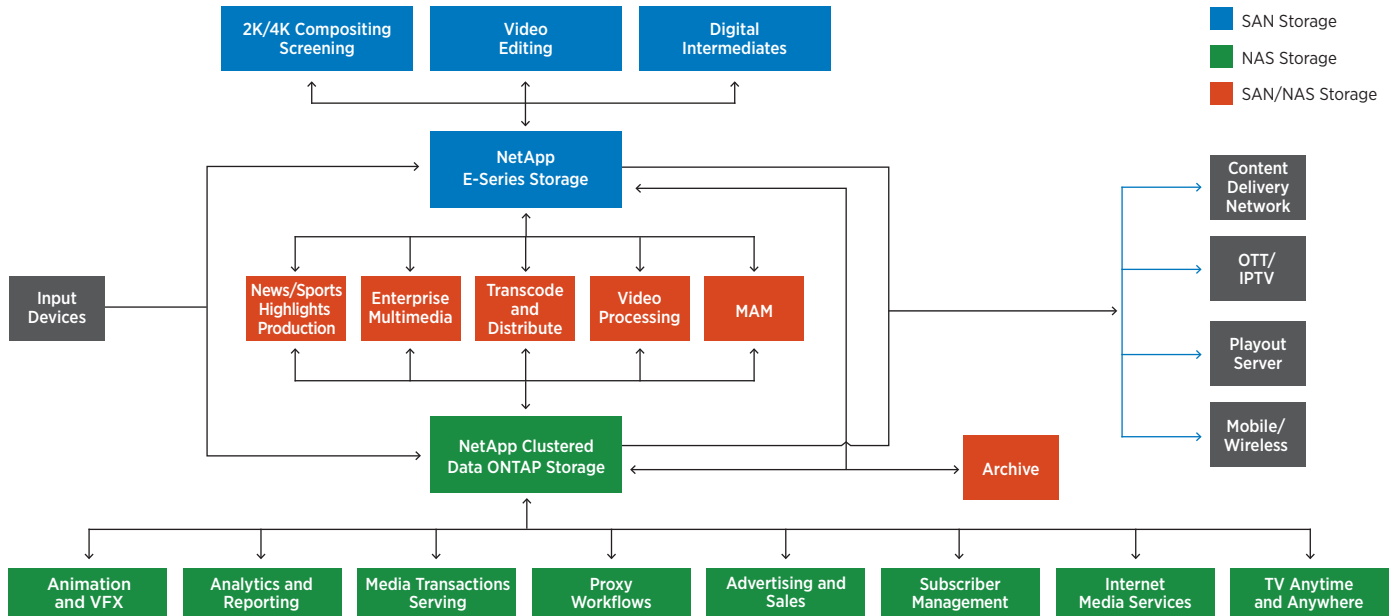 2K/4K Compositing
Screening
Video
Editing
Digital
Intermediates
SAN Storage
NAS Storage
SAN/NAS Storage
NetApp
E-Series Storage
Content
Delivery
Network
OTT/
IPTV
Playout
Server
Mobile/
Wireless
Input
Devices
News/Sports
Highlights
Production
Enterprise
Multimedia
Transcode
and
Distribute
Video
Processing
MAM
NetApp Clustered
Data ONTAP Storage
Archive
Animation
and VFX
Analytics and
Reporting
Media Transactions
Serving
Proxy
Workflows
Advertising and
Sales
Subscriber
Management
Internet
Media Services
TV Anytime
and Anywhere